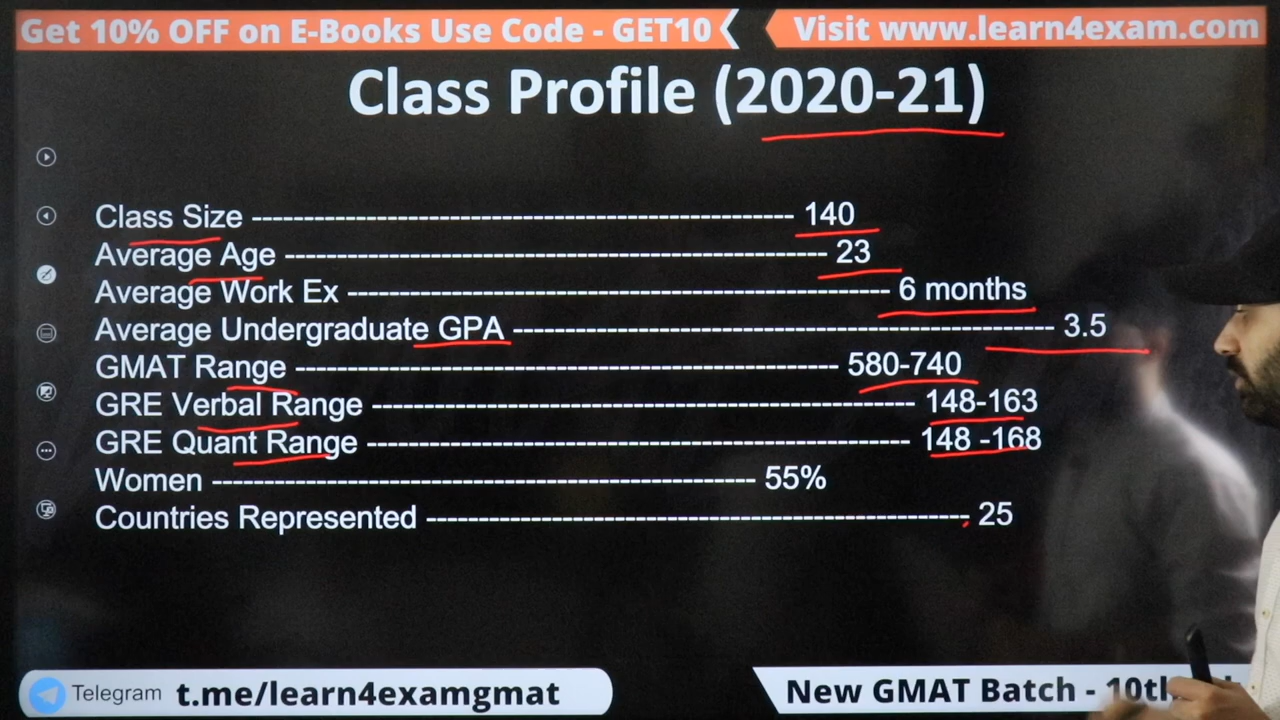 Get 10% OFF on E-Books Use Code - GET10
Visit www.learn4exam.com
Class Profile (2020-21)
Class Size ---------------------------------------------------- 140
Average Age ---------------------------------------------------- 23
Average Work Ex ---------------------------------------------------- 6 months
Average Undergraduate GPA ---------------------------------------------------- 3.5
GMAT Range ---------------------------------------------------- 580-740
GRE Verbal Range ---------------------------------------------------- 148-163
GRE Quant Range ---------------------------------------------------- 148 -168
Women ---------------------------------------------------- 55%
Countries Represented ---------------------------------------------------- 25
Telegram t.me/learn4examgmat
New GMAT Batch -